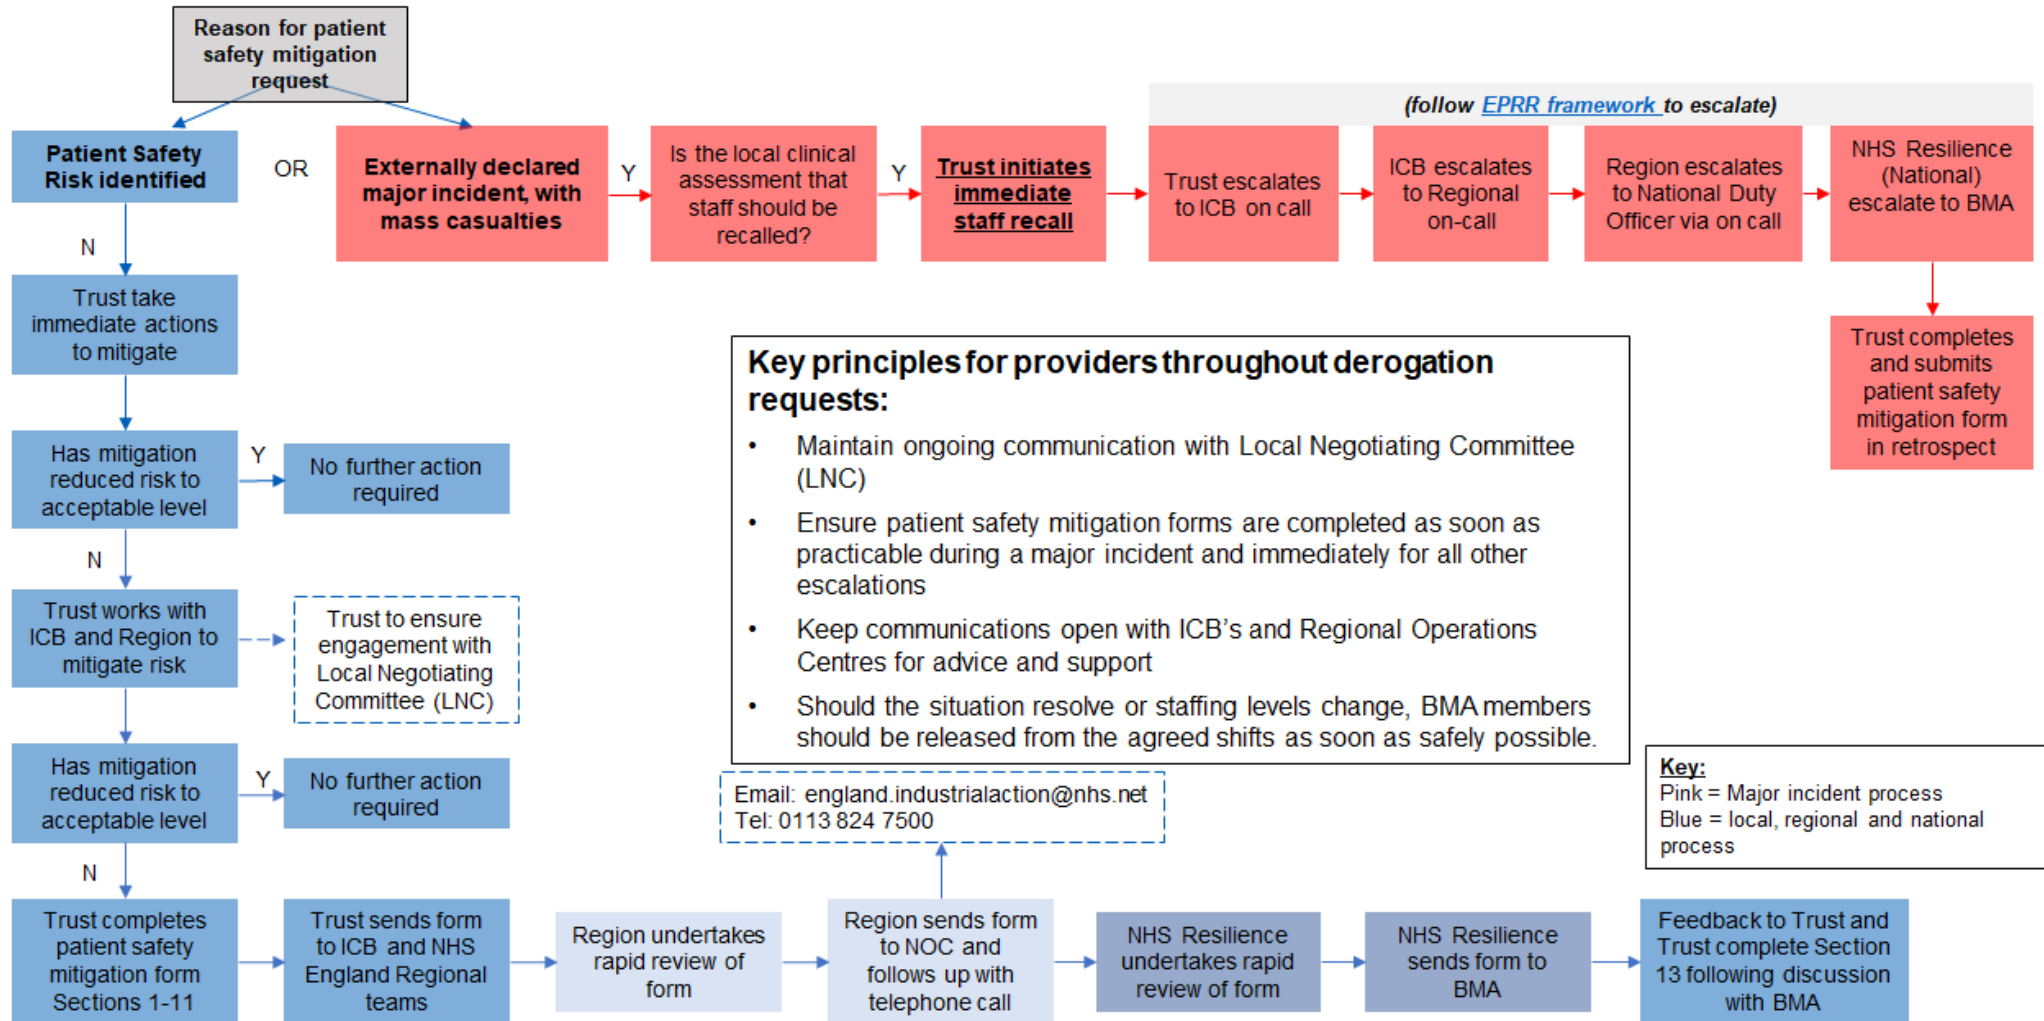 Reason for patient
safety mitigation
request
(follow EPRR framework to escalate)
Patient Safety
Risk identified
OR
Externally declared
major incident, with
mass casualties
Y
Is the local clinical
assessment that
staff should be
recalled?
Y
Trust initiates
immediate
staff recall
Trust escalates
to ICB on call
ICB escalates
to Regional
on-call
Region escalates
to National Duty
Officer via on call
NHS Resilience
(National)
escalate to BMA
Trust completes
and submits
patient safety
mitigation form
in retrospect
N
Trust take
immediate actions
to mitigate
Has mitigation
reduced risk to
acceptable level
Y
No further action
required
N
Trust works with
ICB and Region to
mitigate risk
Trust to ensure
engagement with
Local Negotiating
Committee (LNC)
Has mitigation
reduced risk to
acceptable level
Y
No further action
required
N
Key principles for providers throughout derogation
requests:
• Maintain ongoing communication with Local Negotiating Committee
(LNC)
• Ensure patient safety mitigation forms are completed as soon as
practicable during a major incident and immediately for all other
escalations
• Keep communications open with ICB's and Regional Operations
Centres for advice and support
• Should the situation resolve or staffing levels change, BMA members
should be released from the agreed shifts as soon as safely possible.
Key:
Pink = Major incident process
Blue = local, regional and national
process
Email: england.industrialaction@nhs.net
Tel: 0113 824 7500
Trust completes
patient safety
mitigation form
Sections 1-11
Trust sends form
to ICB and NHS
England Regional
teams
Region undertakes
rapid review of
form
Region sends form
to NOC and
follows up with
telephone call
NHS Resilience
undertakes rapid
review of form
NHS Resilience
sends form to
BMA
Feedback to Trust and
Trust complete Section
13 following discussion
with BMA